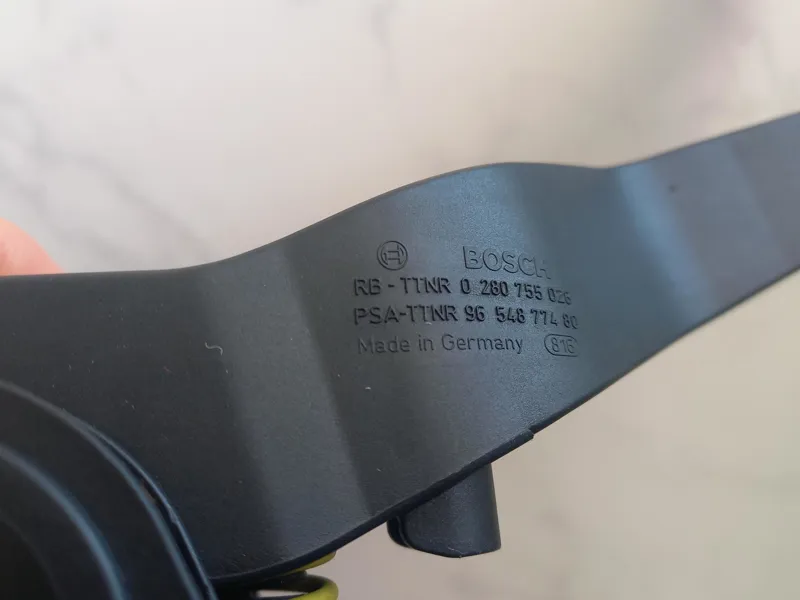 BOSCH
RB - TTNR 0 280 755 026
PSA-TTNR 96 548 774 80
Made in Germany 816